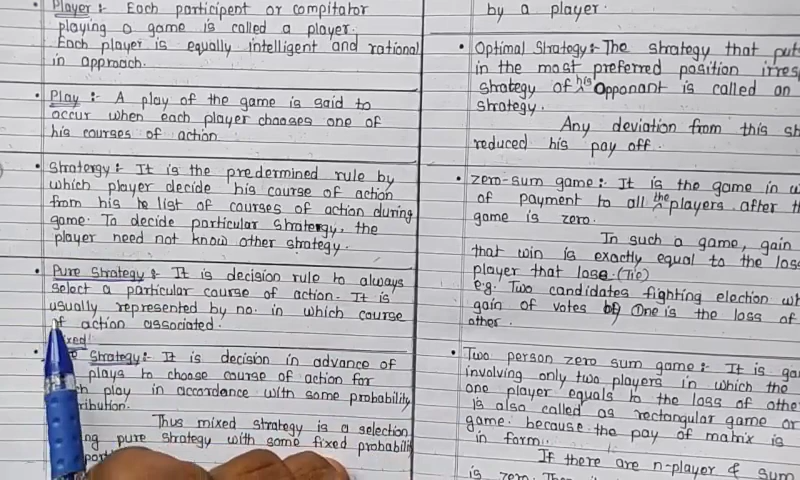 Player :- Each participent or compitator
playing a game is called a player.
Each player is equally intelligent and rational
in approach.
Play :- A play of the game is said to
occur when each player chooses one of
his courses of action
Stratergy :- It is the predermined rule by
which player decide his course of action
from his list of courses of action during
game. To decide particular strategy, the
player need not know other strategy.
Pure Strategy :- It is decision rule to always
select a particular course of action. It is
usually represented by no. in which course
of action associated.
Strategy :- It is decision in advance of
plays to choose course of action for
play in accordance with some probability
Thus mixed strategy is a selection
pure strategy with some fixed probability
by a player.
Optimal Strategy :- The strategy that put
in the most preferred position
strategy of his opponant is called an
strategy.
Any deviation from this
reduced his pay off.
zero-sum game :- It is the game in
of payment to all the players after
game is zero.
In such a game, gain
that win is exactly equal to the
player that lose.
e.g. Two candidates fighting election
gain of votes of one is the loss of
other.
Two person zero sum game :- It is
involving only two players in which the
one player equals to the loss of
is also called as rectangular game or
game. because the pay of matrix is
in form.
If there are n-player & sum
is zero.